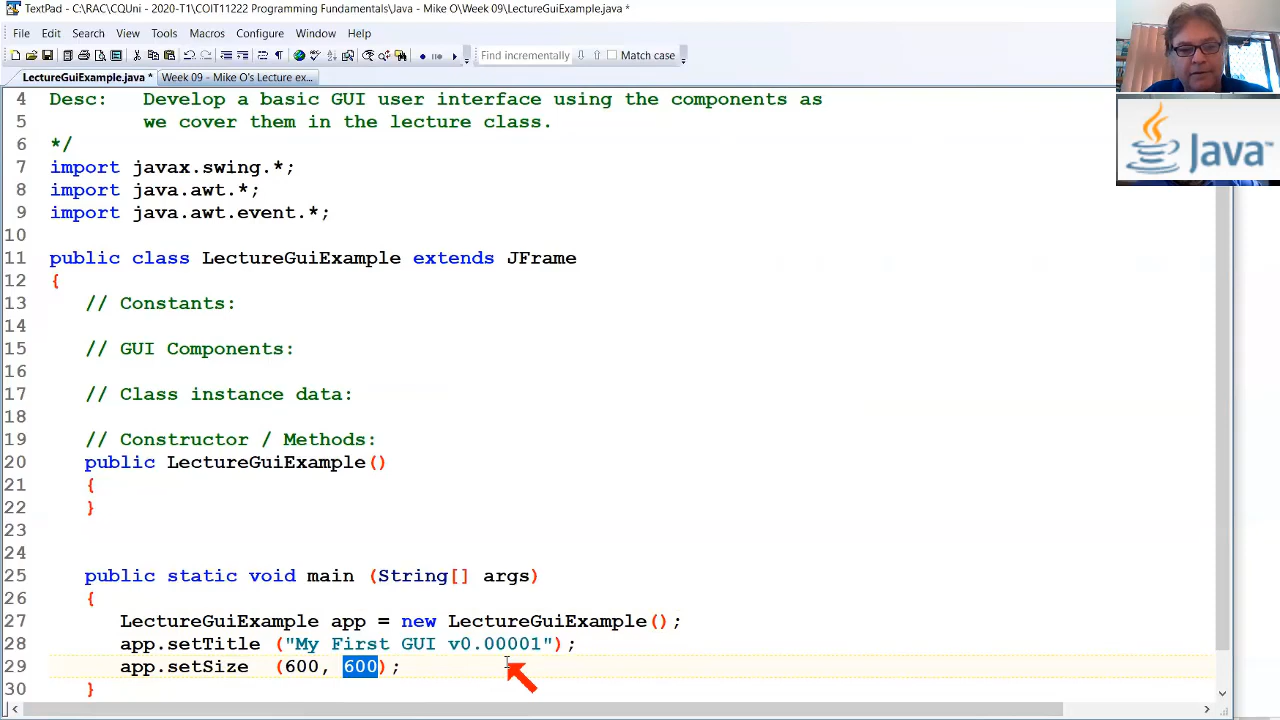 TextPad - C:\RAC\CQUni - 2020-T1\COIT11222 Programming Fundamentals\Java - Mike O\Week 09\LectureGuiExample.java *
File Edit Search View Tools Macros Configure Window Help
Find incrementally Match case
LectureGuiExample.java * Week 09 - Mike O's Lecture ex...
4 Desc: Develop a basic GUI user interface using the components as
5 we cover them in the lecture class.
6 */
7 import javax.swing.*;
8 import java.awt.*;
9 import java.awt.event.*;
10
11 public class LectureGuiExample extends JFrame
12 {
13 // Constants:
14
15 // GUI Components:
16
17 // Class instance data:
18
19 // Constructor / Methods:
20 public LectureGuiExample()
21 {
22 }
23
24
25 public static void main (String[] args)
26 {
27 LectureGuiExample app = new LectureGuiExample();
28 app.setTitle ("My First GUI v0.00001");
29 app.setSize (600, 600);
30 }
Java™